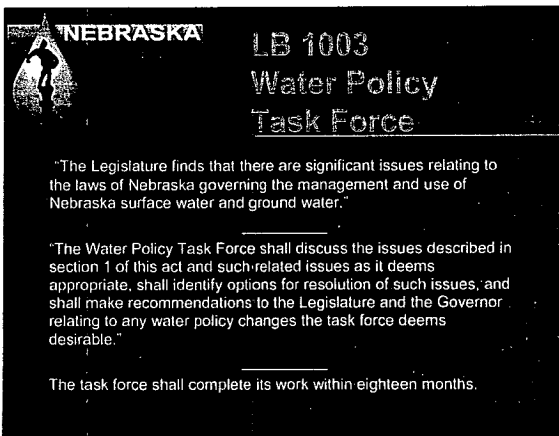 NEBRASKA
LB 1003
Water Policy
Task Force
"The Legislature finds that there are significant issues relating to
the laws of Nebraska governing the management and use of
Nebraska surface water and ground water."
"The Water Policy Task Force shall discuss the issues described in
section 1 of this act and such related issues as it deems
appropriate, shall identify options for resolution of such issues, and
shall make recommendations to the Legislature and the Governor
relating to any water policy changes the task force deems
desirable."
The task force shall complete its work within eighteen months.